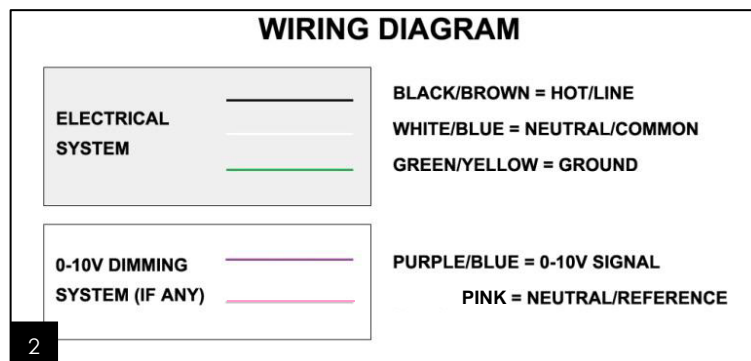 WIRING DIAGRAM
ELECTRICAL
SYSTEM
BLACK/BROWN = HOT/LINE
WHITE/BLUE = NEUTRAL/COMMON
GREEN/YELLOW = GROUND
0-10V DIMMING
SYSTEM (IF ANY)
PURPLE/BLUE = 0-10V SIGNAL
PINK = NEUTRAL/REFERENCE
2